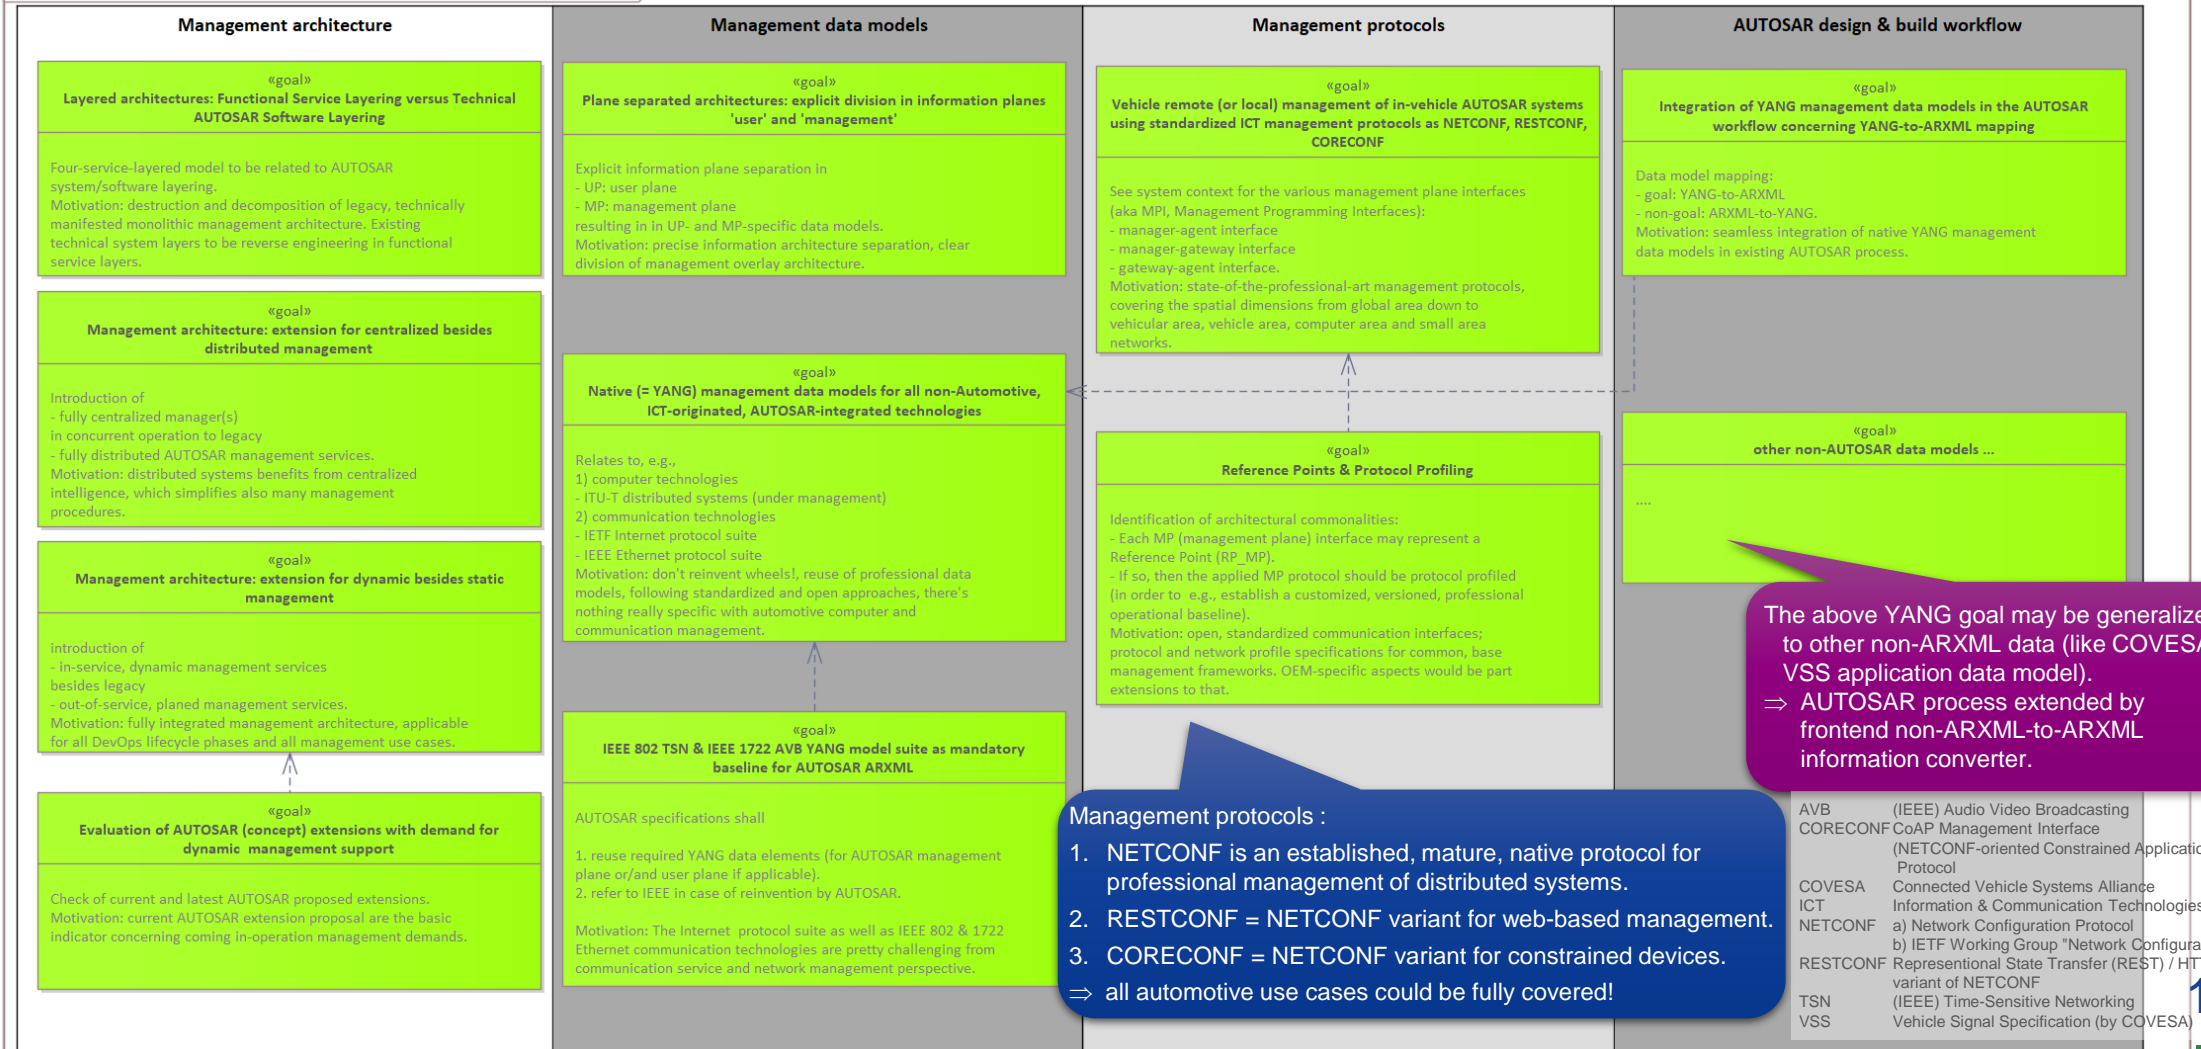 Management architecture
«goal»
Layered architectures: Functional Service Layering versus Technical
AUTOSAR Software Layering
Four-service-layered model to be related to AUTOSAR
system/software layering.
Motivation: destruction and decomposition of legacy, technically
manifested monolithic management architecture. Existing
technical system layers to be reverse engineering in functional
service layers.
«goal»
Management architecture: extension for centralized besides
distributed management
Introduction of
- fully centralized manager(s)
in concurrent operation to legacy
- fully distributed AUTOSAR management services.
Motivation: distributed systems benefits from centralized
intelligence, which simplifies also many management
procedures.
«goal»
Management architecture: extension for dynamic besides static
management
introduction of
- in-service, dynamic management services
besides legacy
- out-of-service, planed management services.
Motivation: fully integrated management architecture, applicable
for all DevOps lifecycle phases and all management use cases.
«goal»
Evaluation of AUTOSAR (concept) extensions with demand for
dynamic management support
Check of current and latest AUTOSAR proposed extensions.
Motivation: current AUTOSAR extension proposal are the basic
indicator concerning coming in-operation management demands.
Management data models
«goal»
Plane separated architectures: explicit division in information planes
'user' and 'management'
Explicit information plane separation in
- UP: user plane
- MP: management plane
resulting in in UP- and MP-specific data models.
Motivation: precise information architecture separation, clear
division of management overlay architecture.
«goal»
Native (= YANG) management data models for all non-Automotive,
ICT-originated, AUTOSAR-integrated technologies
Relates to, e.g.,
1) computer technologies
- ITU-T distributed systems (under management)
2) communication technologies
- IETF Internet protocol suite
- IEEE Ethernet protocol suite
Motivation: don't reinvent wheels!, reuse of professional data
models, following standardized and open approaches, there's
nothing really specific with automotive computer and
communication management.
«goal»
IEEE 802 TSN & IEEE 1722 AVB YANG model suite as mandatory
baseline for AUTOSAR ARXML
AUTOSAR specifications shall
1. reuse required YANG data elements (for AUTOSAR management
plane or/and user plane if applicable).
2. refer to IEEE in case of reinvention by AUTOSAR.
Motivation: The Internet protocol suite as well as IEEE 802 & 1722
Ethernet communication technologies are pretty challenging from
communication service and network management perspective.
Management protocols
«goal»
Vehicle remote (or local) management of in-vehicle AUTOSAR systems
using standardized ICT management protocols as NETCONF, RESTCONF,
CORECONF
See system context for the various management plane interfaces
(aka MPI, Management Programming Interfaces):
- manager-agent interface
- manager-gateway interface
- gateway-agent interface.
Motivation: state-of-the-professional-art management protocols,
covering the spatial dimensions from global area down to
vehicular area, vehicle area, computer area and small area
networks.
«goal»
Reference Points & Protocol Profiling
Identification of architectural commonalities:
- Each MP (management plane) interface may represent a
Reference Point (RP_MP).
- If so, then the applied MP protocol should be protocol profiled
(in order to e.g., establish a customized, versioned, professional
operational baseline).
Motivation: open, standardized communication interfaces;
protocol and network profile specifications for common, base
management frameworks. OEM-specific aspects would be part
extensions to that.
Management protocols :
1. NETCONF is an established, mature, native protocol for
professional management of distributed systems.
2. RESTCONF = NETCONF variant for web-based management.
3. CORECONF = NETCONF variant for constrained devices.
⇒ all automotive use cases could be fully covered!
AUTOSAR design & build workflow
«goal»
Integration of YANG management data models in the AUTOSAR
workflow concerning YANG-to-ARXML mapping
Data model mapping:
- goal: YANG-to-ARXML
- non-goal: ARXML-to-YANG.
Motivation: seamless integration of native YANG management
data models in existing AUTOSAR process.
«goal»
other non-AUTOSAR data models ...
....
The above YANG goal may be generalize
to other non-ARXML data (like COVESA
VSS application data model).
⇒ AUTOSAR process extended by
frontend non-ARXML-to-ARXML
information converter.
AVB (IEEE) Audio Video Broadcasting
CORECONF CoAP Management Interface
(NETCONF-oriented Constrained Applicatio
Protocol
COVESA Connected Vehicle Systems Alliance
ICT Information & Communication Technologies
NETCONF a) Network Configuration Protocol
b) IETF Working Group "Network Configura
RESTCONF Representional State Transfer (REST) / HT
variant of NETCONF
TSN (IEEE) Time-Sensitive Networking
VSS Vehicle Signal Specification (by COVESA)